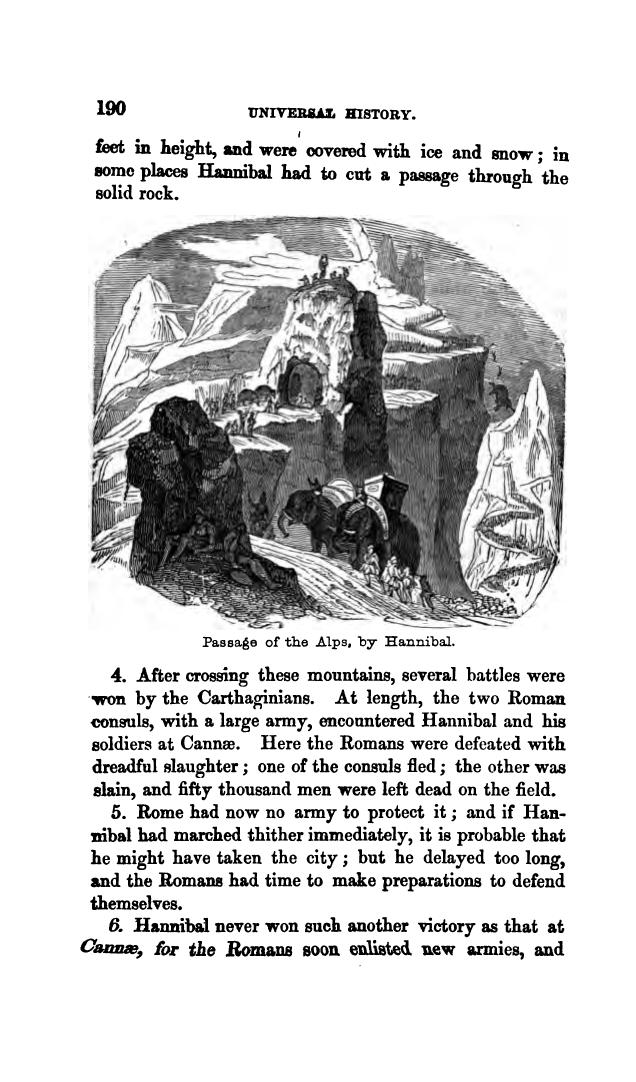 190
UNIVERSAL HISTORY.
feet in height, and were covered with ice and snow; in
some places Hannibal had to cut a passage through the
solid rock.
Passage of the Alps, by Hannibal.
4. After crossing these mountains, several battles were
won by the Carthaginians. At length, the two Roman
consuls, with a large army, encountered Hannibal and his
soldiers at Cannæ. Here the Romans were defeated with
dreadful slaughter; one of the consuls fled; the other was
slain, and fifty thousand men were left dead on the field.
5. Rome had now no army to protect it; and if Han-
nibal had marched thither immediately, it is probable that
he might have taken the city; but he delayed too long,
and the Romans had time to make preparations to defend
themselves.
6. Hannibal never won such another victory as that at
Cannæ, for the Romans soon enlisted new armies, and